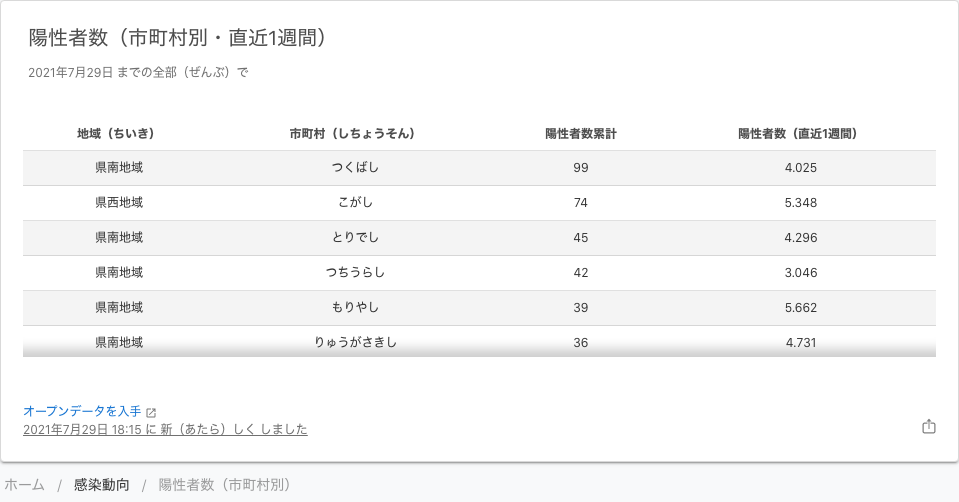 陽性者数（市町村別・直近1週間）
2021年7月29日 までの全部（ぜんぶ）で
地域（ちいき） 市町村（しちょうそん） 陽性者数累計 陽性者数（直近1週間）
県南地域 つくばし 99 4.025
県西地域 こがし 74 5.348
県南地域 とりでし 45 4.296
県南地域 つちうらし 42 3.046
県南地域 もりやし 39 5.662
県南地域 りゅうがさきし 36 4.731
オープンデータを入手
2021年7月29日 18:15 に 新（あたら）しく しました
ホーム / 感染動向 / 陽性者数（市町村別）